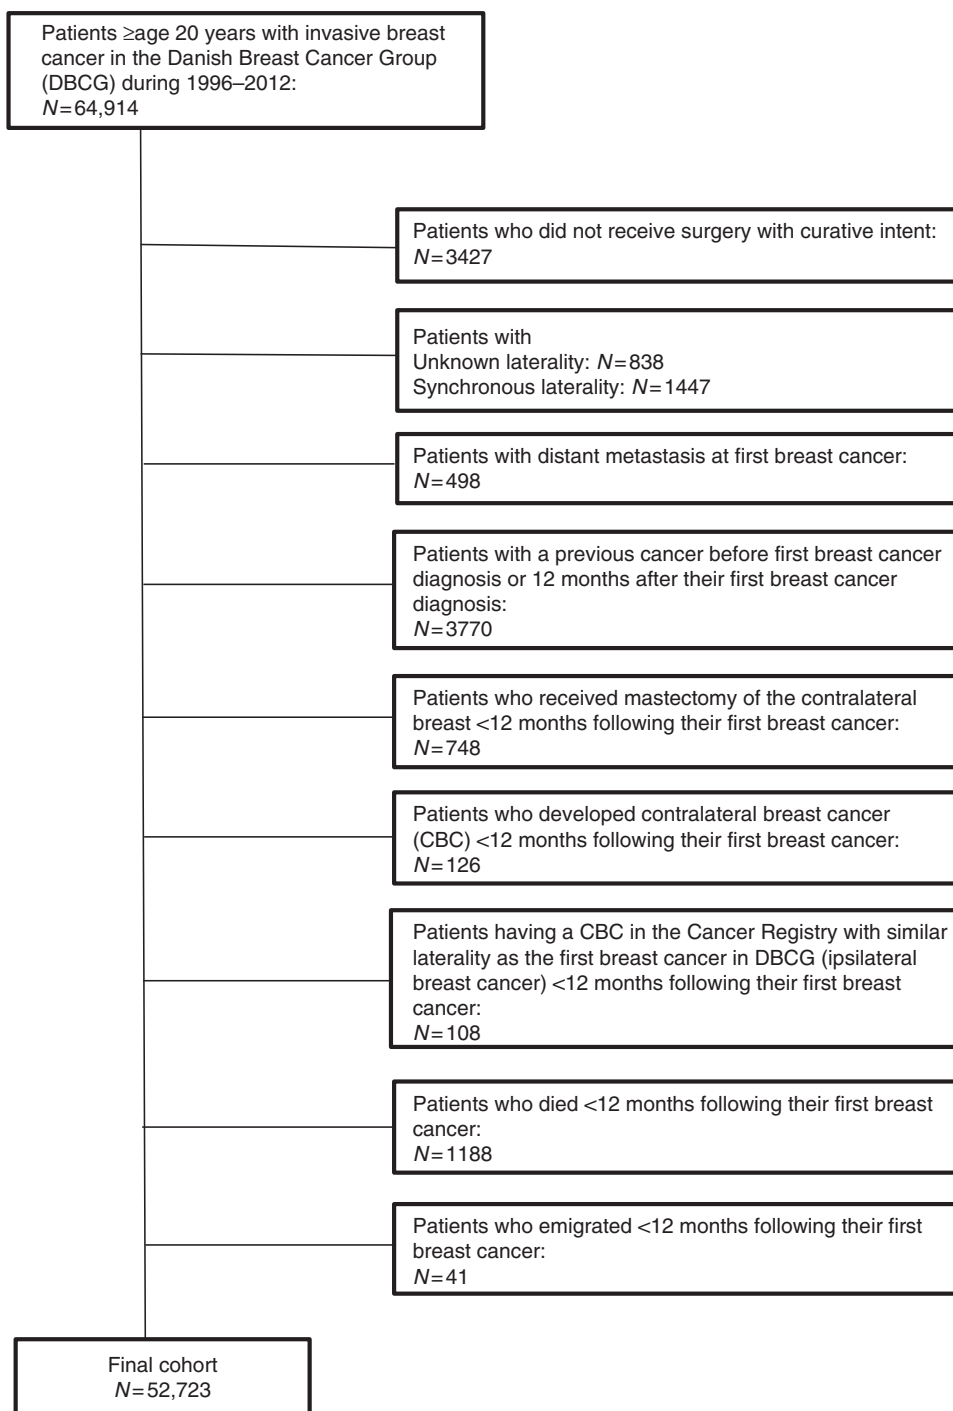 Patients ≥age 20 years with invasive breast
cancer in the Danish Breast Cancer Group
(DBCG) during 1996–2012:
N=64,914
Patients who did not receive surgery with curative intent:
N=3427
Patients with
Unknown laterality: N=838
Synchronous laterality: N=1447
Patients with distant metastasis at first breast cancer:
N=498
Patients with a previous cancer before first breast cancer
diagnosis or 12 months after their first breast cancer
diagnosis:
N=3770
Patients who received mastectomy of the contralateral
breast <12 months following their first breast cancer:
N=748
Patients who developed contralateral breast cancer
(CBC) <12 months following their first breast cancer:
N=126
Patients having a CBC in the Cancer Registry with similar
laterality as the first breast cancer in DBCG (ipsilateral
breast cancer) <12 months following their first breast
cancer:
N=108
Patients who died <12 months following their first breast
cancer:
N=1188
Patients who emigrated <12 months following their first
breast cancer:
N=41
Final cohort
N=52,723